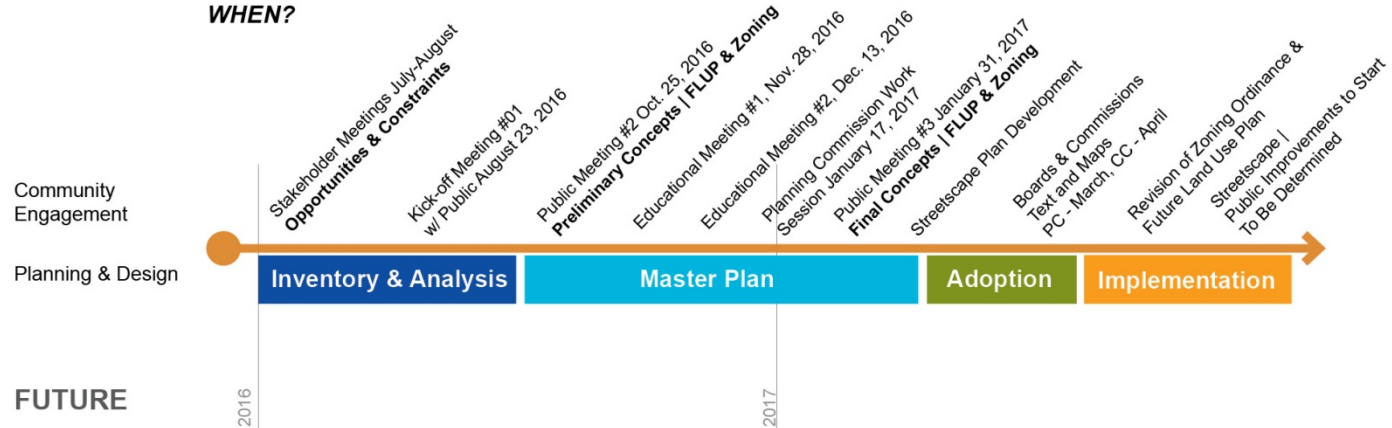 WHEN?
Stakeholder Meetings July-August
Opportunities & Constraints
Kick-off Meeting #01
w/ Public August 23, 2016
Public Meeting #2 Oct. 25, 2016
Preliminary Concepts | FLUP & Zoning
Educational Meeting #1, Nov. 28, 2016
Educational Meeting #2, Dec. 13, 2016
Planning Commission Work
Session January 17, 2017
Public Meeting #3 January 31, 2017
Final Concepts | FLUP & Zoning
Streetscape Plan Development
Boards & Commissions
Text and Maps
PC - March, CC - April
Revision of Zoning Ordinance &
Future Land Use Plan
Streetscape |
Public Improvements to Start
To Be Determined
Community
Engagement
Planning & Design
Inventory & Analysis
Master Plan
Adoption
Implementation
FUTURE
2016
2017